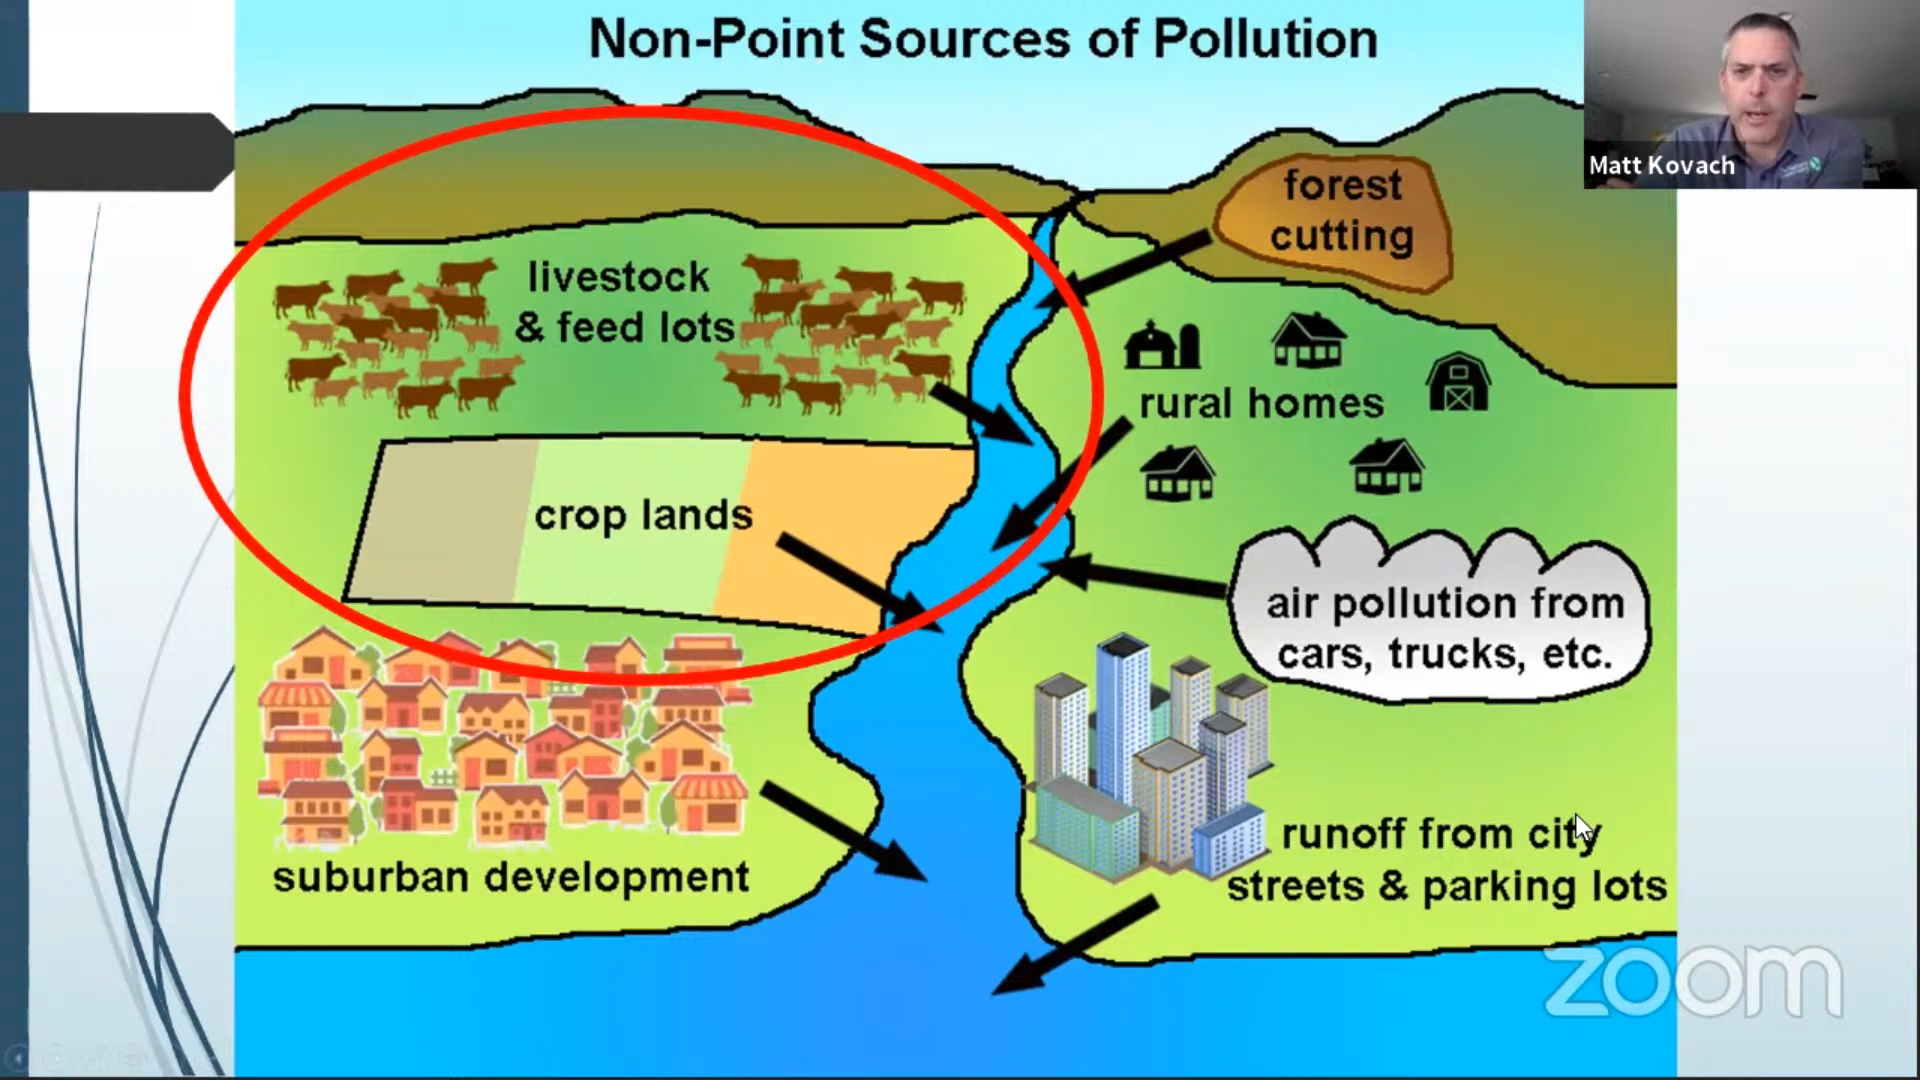 Non-Point Sources of Pollution
Matt Kovach
forest
cutting
livestock
& feed lots
rural homes
crop lands
air pollution from
cars, trucks, etc.
suburban development
runoff from city
streets & parking lots
zoom